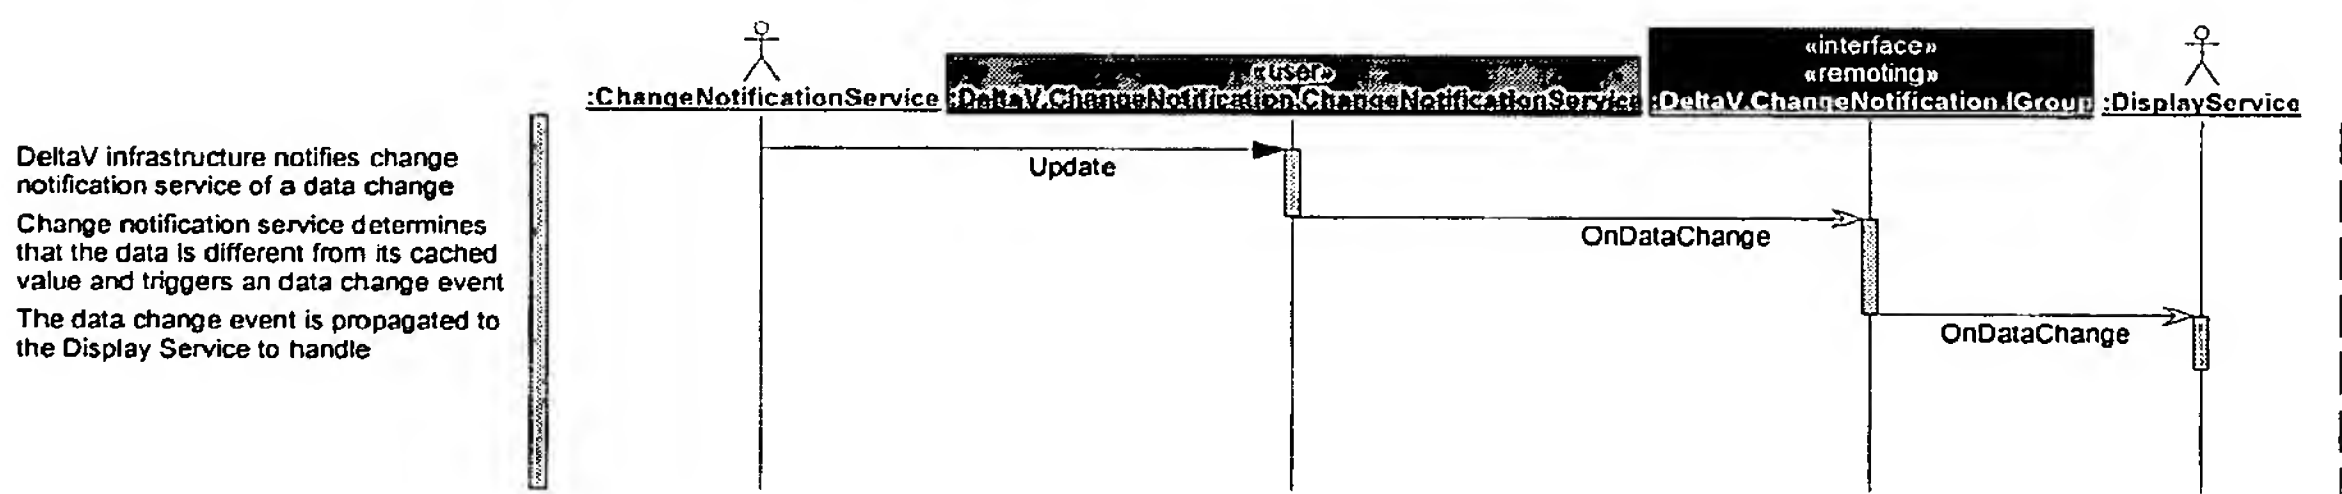 «interface»
«user»
«remoting»
:ChangeNotificationService
:DeltaV.ChangeNotification.ChangeNotificationService
:DeltaV.ChangeNotification.IGroup
:DisplayService
DeltaV infrastructure notifies change
notification service of a data change
Update
Change notification service determines
that the data is different from its cached
value and triggers an data change event
OnDataChange
The data change event is propagated to
the Display Service to handle
OnDataChange